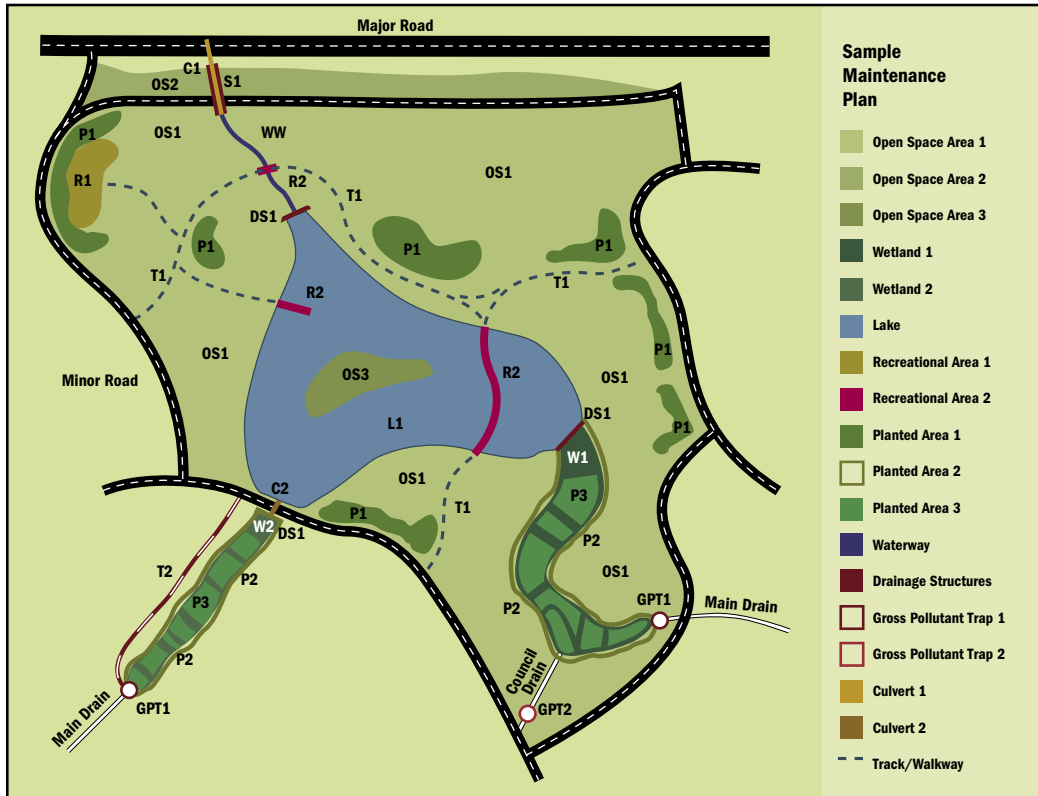 Major Road
C1
S1
OS2
P1
OS1
WW
R1
R2
T1
OS1
DS1
P1
P1
P1
T1
R2
T1
P1
OS1
OS3
R2
OS1
Minor Road
L1
DS1
P1
W1
C2
OS1
P3
T1
P1
W2
DS1
P2
T2
P2
OS1
P3
P2
GPT1
Main Drain
P2
Council
Drain
GPT1
GPT2
Main Drain
Sample
Maintenance
Plan
Open Space Area 1
Open Space Area 2
Open Space Area 3
Wetland 1
Wetland 2
Lake
Recreational Area 1
Recreational Area 2
Planted Area 1
Planted Area 2
Planted Area 3
Waterway
Drainage Structures
Gross Pollutant Trap 1
Gross Pollutant Trap 2
Culvert 1
Culvert 2
Track/Walkway